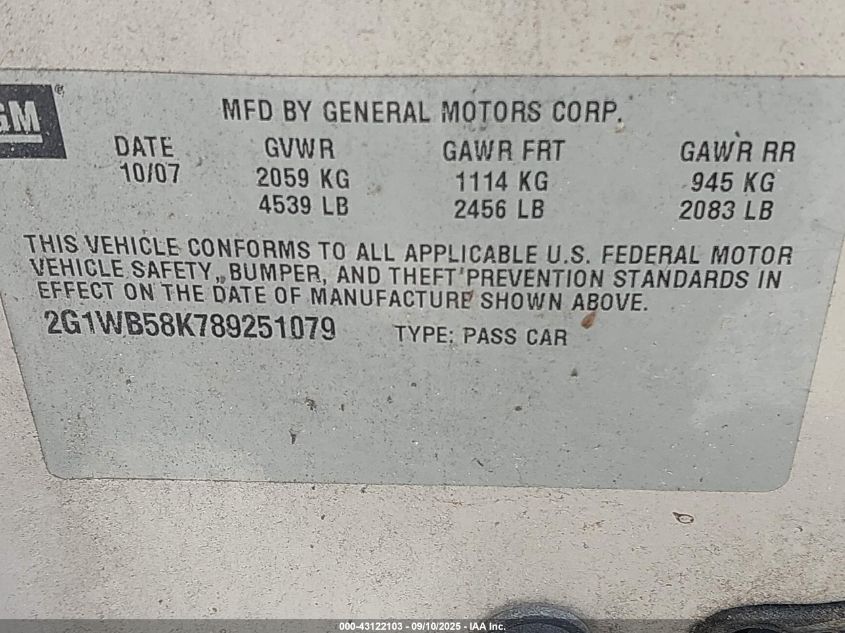 GM®
MFD BY GENERAL MOTORS CORP.
DATE GVWR GAWR FRT GAWR RR
10/07 2059 KG 1114 KG 945 KG
4539 LB 2456 LB 2083 LB
THIS VEHICLE CONFORMS TO ALL APPLICABLE U.S. FEDERAL MOTOR
VEHICLE SAFETY, BUMPER, AND THEFT PREVENTION STANDARDS IN
EFFECT ON THE DATE OF MANUFACTURE SHOWN ABOVE.
2G1WB58K789251079 TYPE: PASS CAR
000-43122103 - 09/10/2025 - IAA Inc.